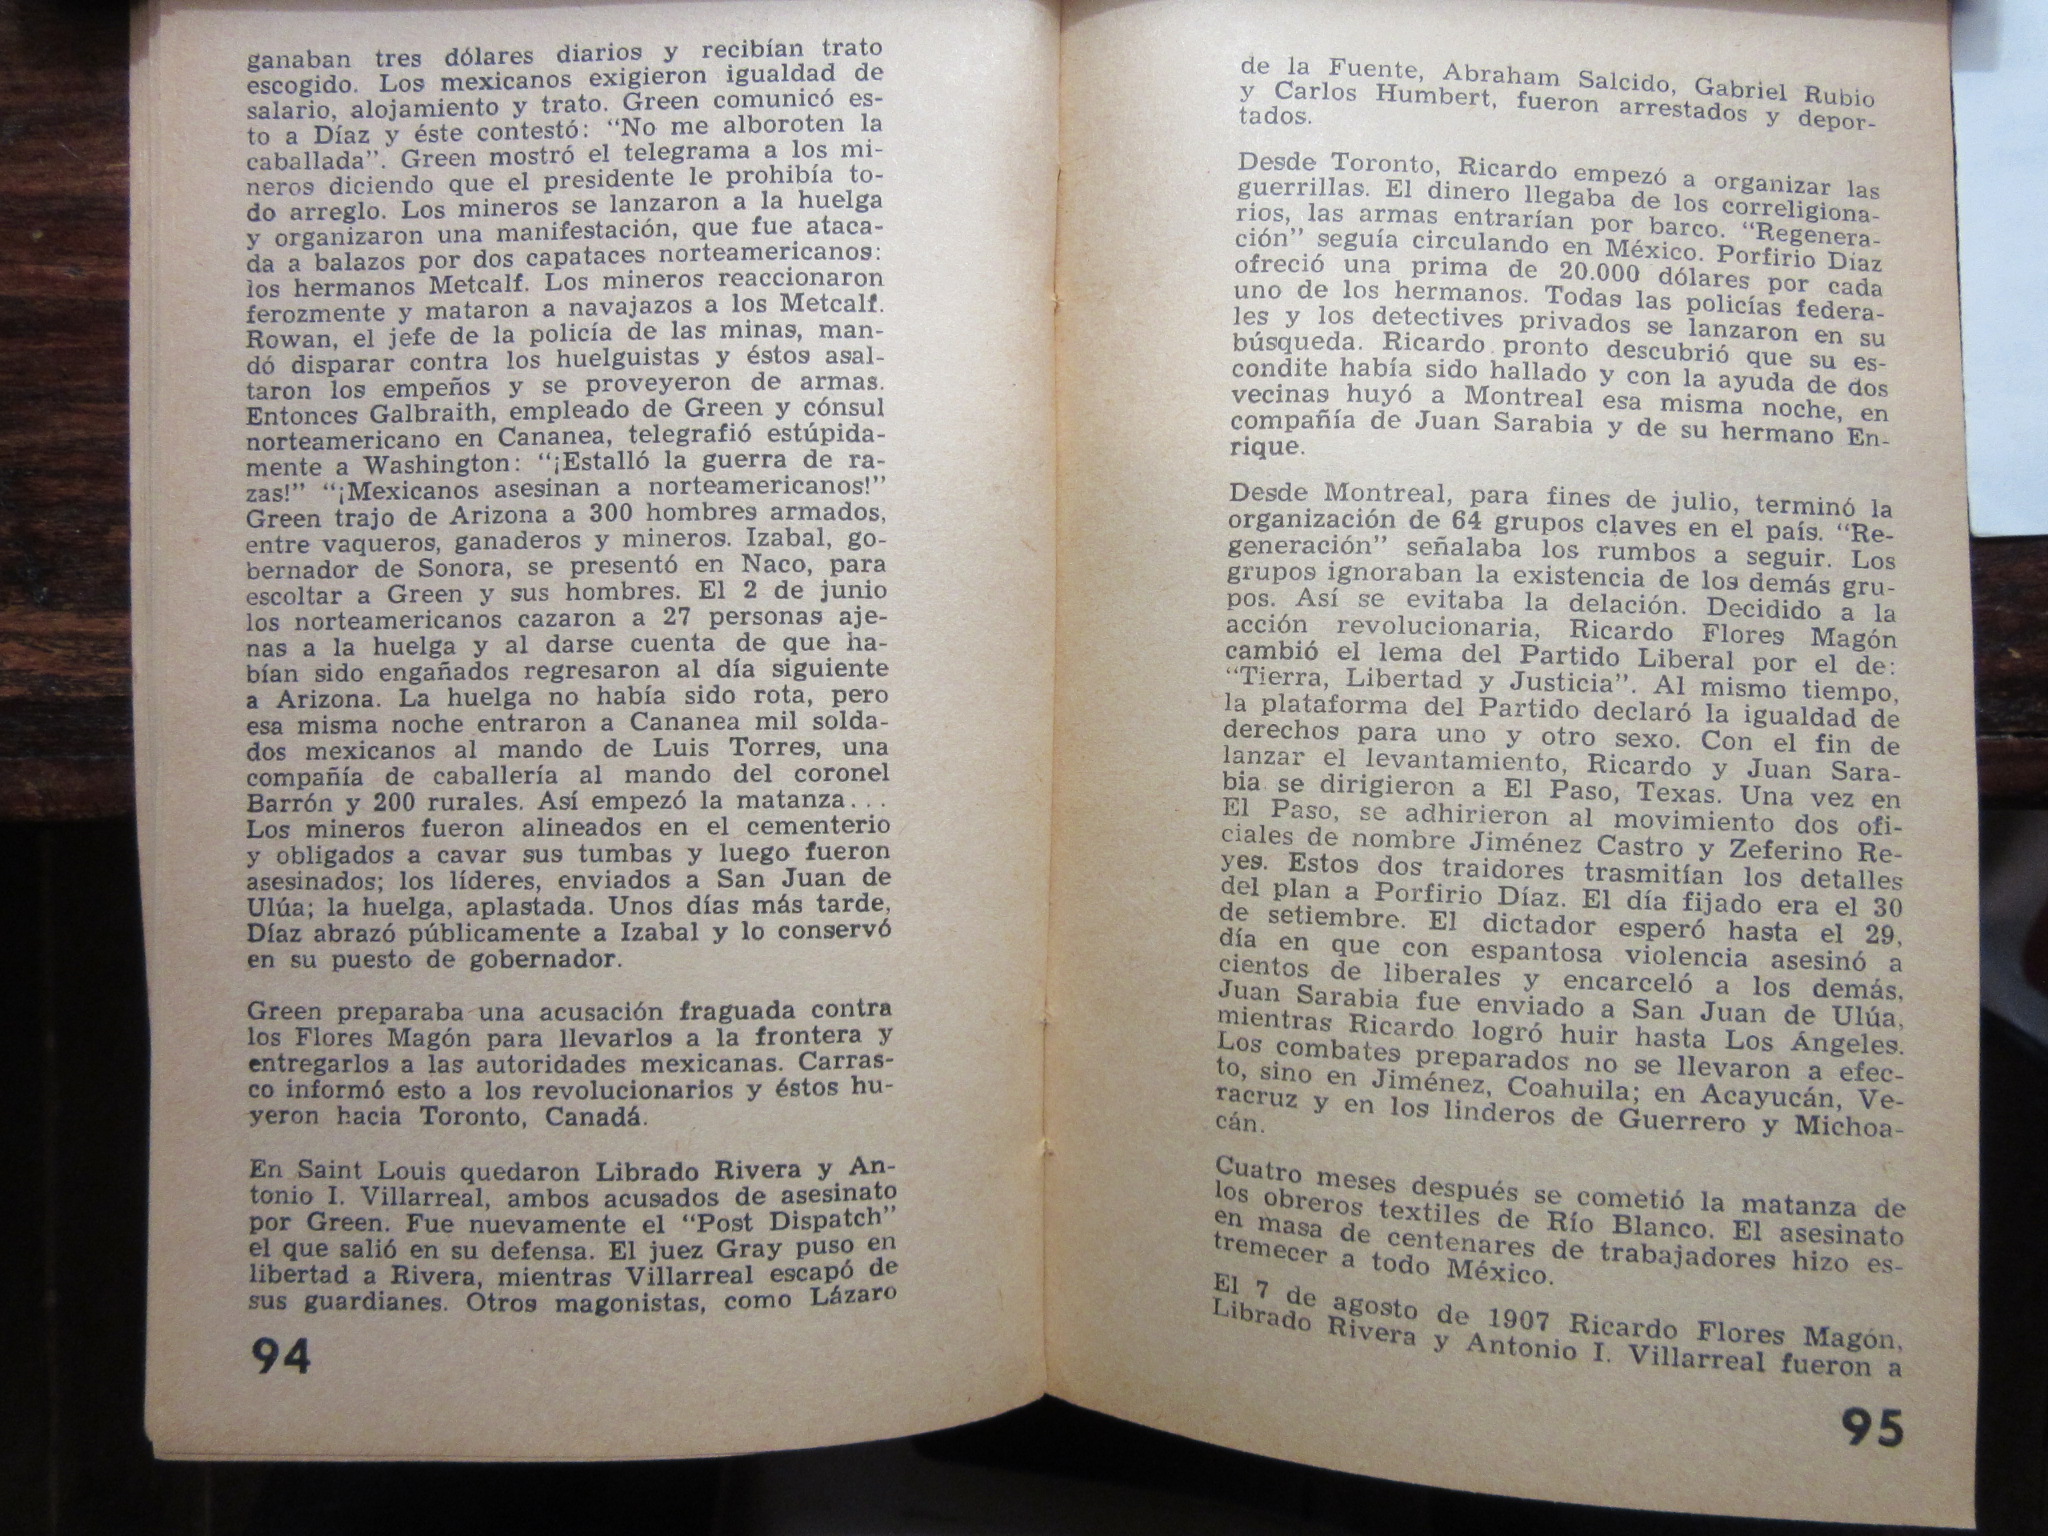 ganaban tres dólares diarios y recibían trato
escogido. Los mexicanos exigieron igualdad de
salario, alojamiento y trato. Green comunicó es-
to a Díaz y éste contestó: “No me alboroten la
caballada”. Green mostró el telegrama a los mi-
neros diciendo que el presidente le prohibía to-
do arreglo. Los mineros se lanzaron a la huelga
y organizaron una manifestación, que fue ataca-
da a balazos por dos capataces norteamericanos:
los hermanos Metcalf. Los mineros reaccionaron
ferozmente y mataron a navajazos a los Metcalf.
Rowan, el jefe de la policía de las minas, man-
dó disparar contra los huelguistas y éstos asal-
taron los empeños y se proveyeron de armas.
Entonces Galbraith, empleado de Green y cónsul
norteamericano en Cananea, telegrafió estúpida-
mente a Washington: “¡Estalló la guerra de ra-
zas!” “¡Mexicanos asesinan a norteamericanos!”
Green trajo de Arizona a 300 hombres armados,
entre vaqueros, ganaderos y mineros. Izabal, go-
bernador de Sonora, se presentó en Naco, para
escoltar a Green y sus hombres. El 2 de junio
los norteamericanos cazaron a 27 personas aje-
nas a la huelga y al darse cuenta de que ha-
bían sido engañados regresaron al día siguiente
a Arizona. La huelga no había sido rota, pero
esa misma noche entraron a Cananea mil solda-
dos mexicanos al mando de Luis Torres, una
compañía de caballería al mando del coronel
Barrón y 200 rurales. Así empezó la matanza...
Los mineros fueron alineados en el cementerio
y obligados a cavar sus tumbas y luego fueron
asesinados; los líderes, enviados a San Juan de
Ulúa; la huelga, aplastada. Unos días más tarde,
Díaz abrazó públicamente a Izabal y lo conservó
en su puesto de gobernador.
Green preparaba una acusación fraguada contra
los Flores Magón para llevarlos a la frontera y
entregarlos a las autoridades mexicanas. Carras-
co informó esto a los revolucionarios y éstos hu-
yeron hacia Toronto, Canadá.
En Saint Louis quedaron Librado Rivera y An-
tonio I. Villarreal, ambos acusados de asesinato
por Green. Fue nuevamente el “Post Dispatch”
el que salió en su defensa. El juez Gray puso en
libertad a Rivera, mientras Villarreal escapó de
sus guardianes. Otros magonistas, como Lázaro
94
de la Fuente, Abraham Salcido, Gabriel Rubio
y Carlos Humbert, fueron arrestados y depor-
tados.
Desde Toronto, Ricardo empezó a organizar las
guerrillas. El dinero llegaba de los correligiona-
rios, las armas entrarían por barco. “Regenera-
ción” seguía circulando en México. Porfirio Díaz
ofreció una prima de 20.000 dólares por cada
uno de los hermanos. Todas las policías federa-
les y los detectives privados se lanzaron en su
búsqueda. Ricardo pronto descubrió que su es-
condite había sido hallado y con la ayuda de dos
vecinas huyó a Montreal esa misma noche, en
compañía de Juan Sarabia y de su hermano En-
rique.
Desde Montreal, para fines de julio, terminó la
organización de 64 grupos claves en el país. “Re-
generación” señalaba los rumbos a seguir. Los
grupos ignoraban la existencia de los demás gru-
pos. Así se evitaba la delación. Decidido a la
acción revolucionaria, Ricardo Flores Magón
cambió el lema del Partido Liberal por el de:
“Tierra, Libertad y Justicia”. Al mismo tiempo,
la plataforma del Partido declaró la igualdad de
derechos para uno y otro sexo. Con el fin de
lanzar el levantamiento, Ricardo y Juan Sara-
bia se dirigieron a El Paso, Texas. Una vez en
El Paso, se adhirieron al movimiento dos ofi-
ciales de nombre Jiménez Castro y Zeferino Re-
yes. Estos dos traidores trasmitían los detalles
del plan a Porfirio Díaz. El día fijado era el 30
de setiembre. El dictador esperó hasta el 29,
día en que con espantosa violencia asesinó a
cientos de liberales y encarceló a los demás,
Juan Sarabia fue enviado a San Juan de Ulúa,
mientras Ricardo logró huir hasta Los Ángeles.
Los combates preparados no se llevaron a efec-
to, sino en Jiménez, Coahuila; en Acayucán, Ve-
racruz y en los linderos de Guerrero y Michoa-
cán.
Cuatro meses después se cometió la matanza de
los obreros textiles de Río Blanco. El asesinato
en masa de centenares de trabajadores hizo es-
tremecer a todo México.
El 7 de agosto de 1907 Ricardo Flores Magón,
Librado Rivera y Antonio I. Villarreal fueron a
95